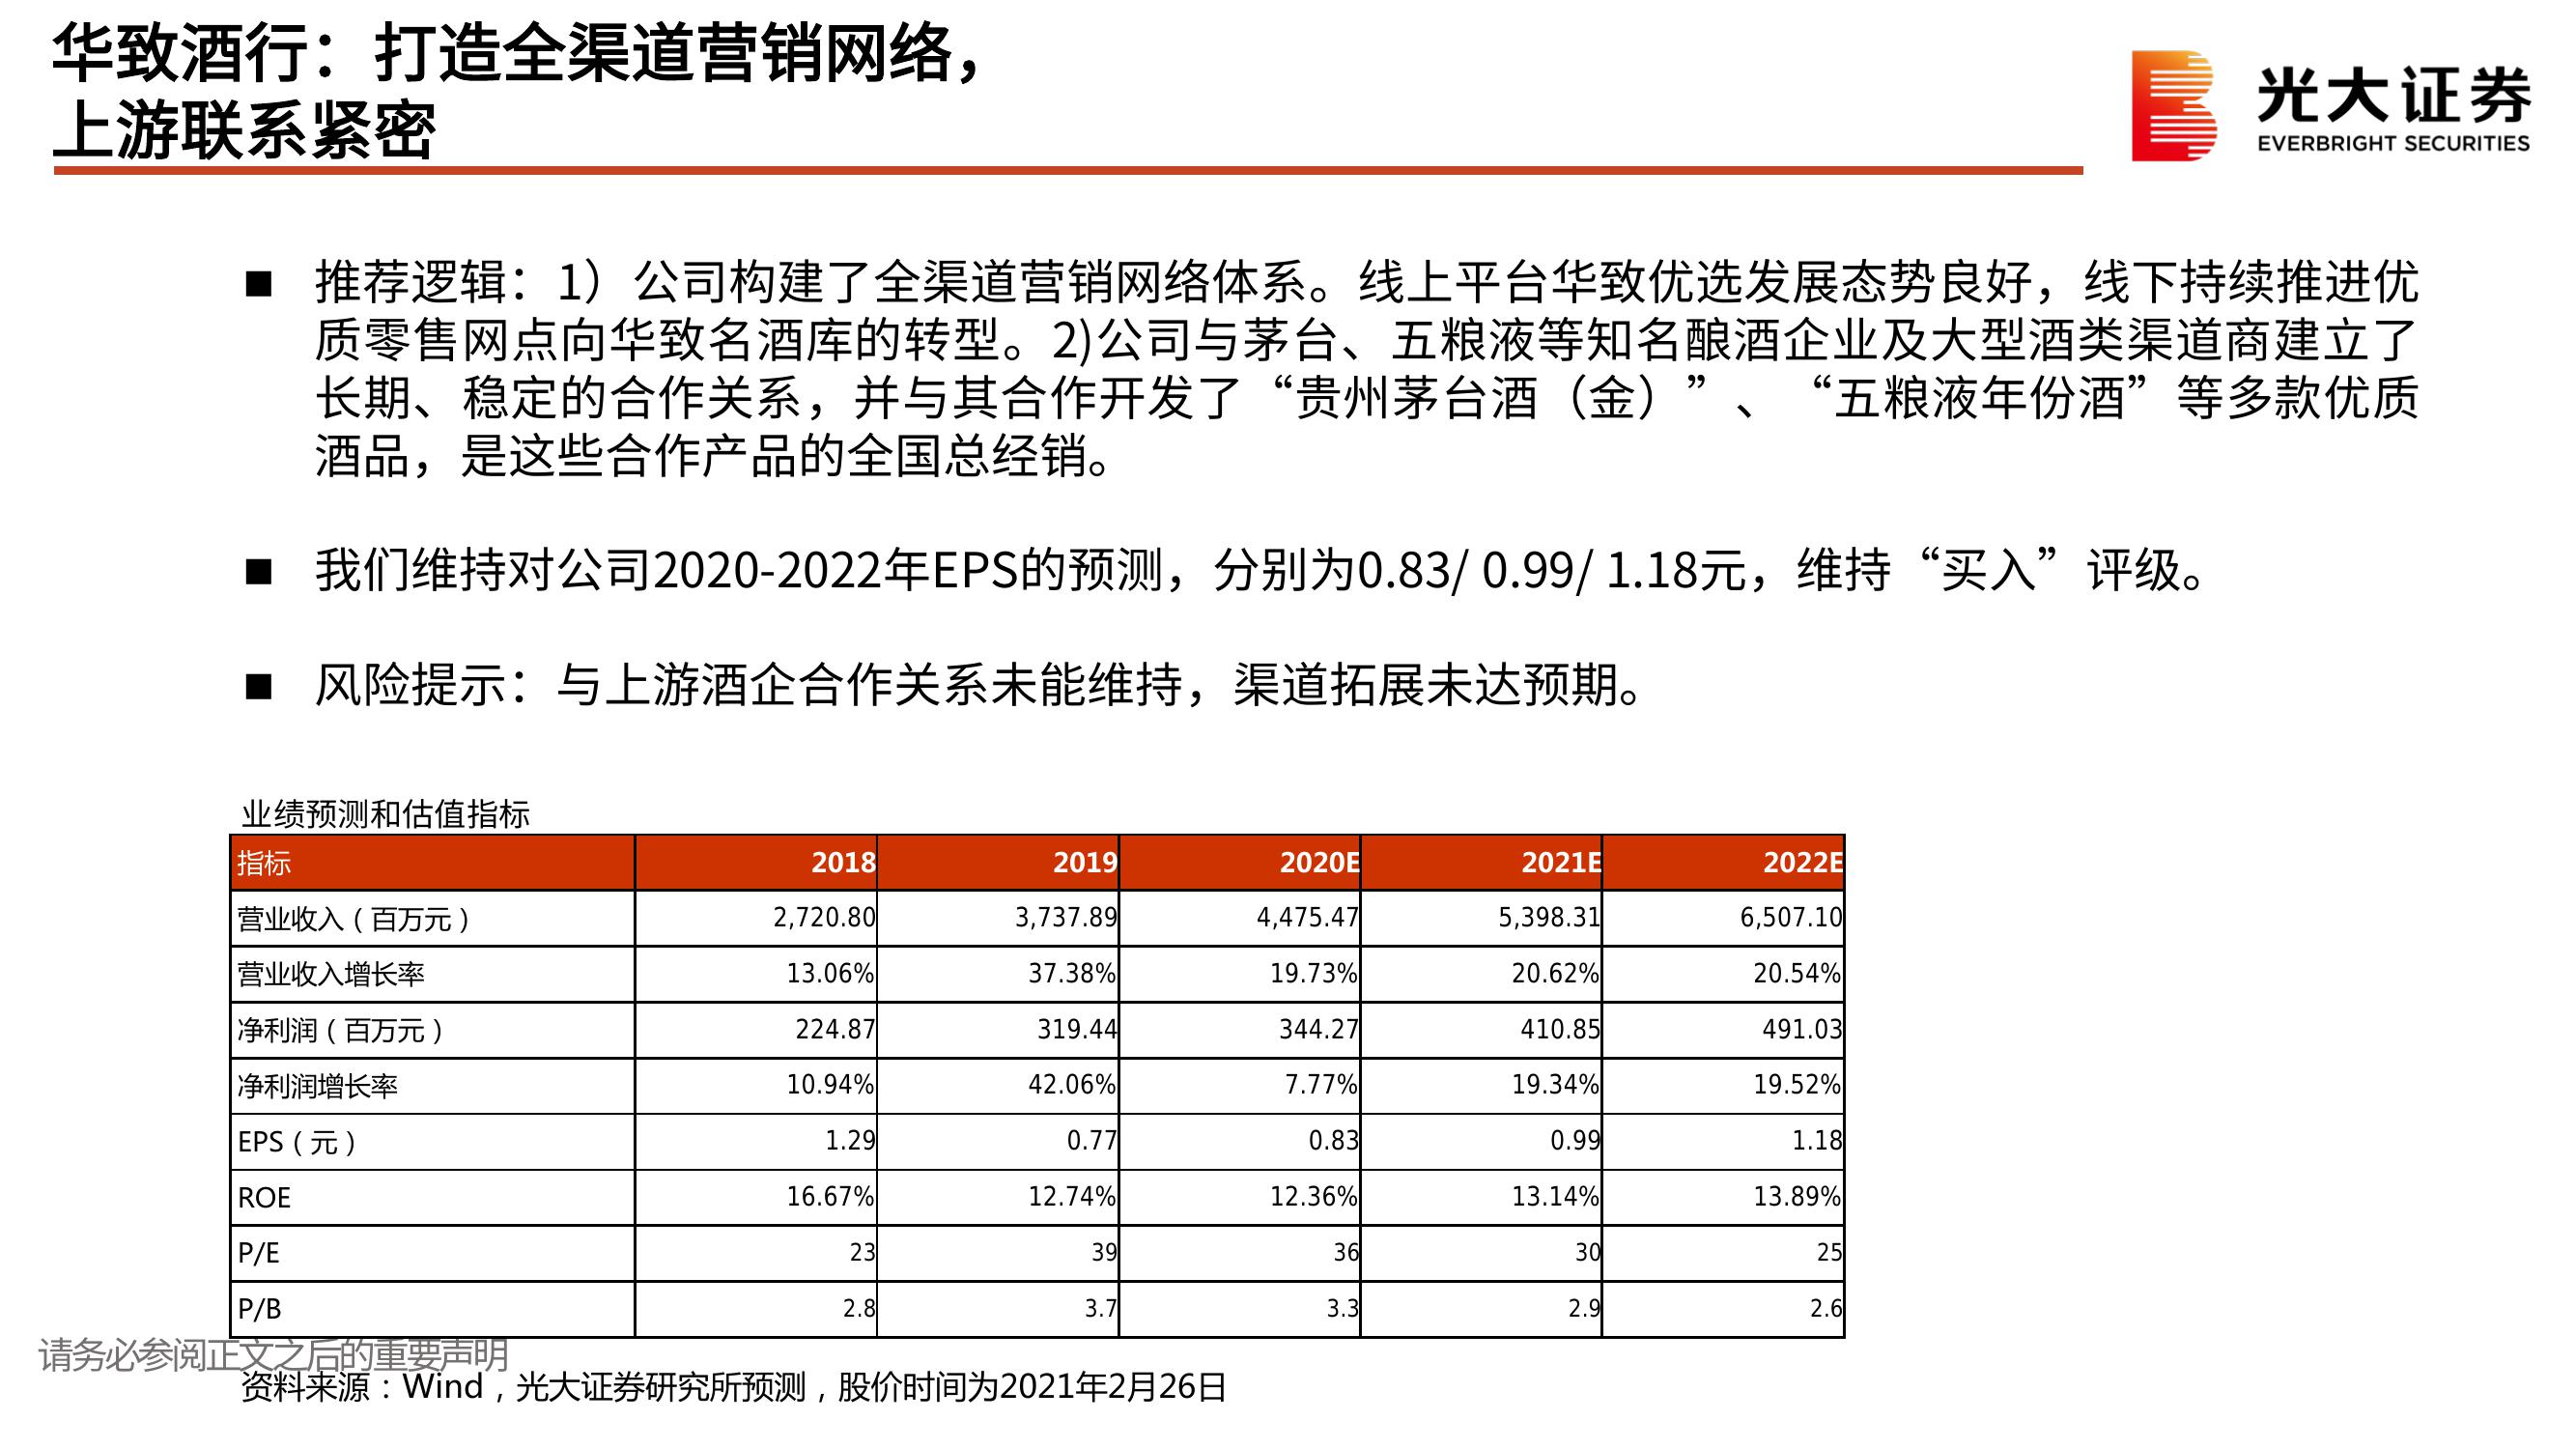 华致酒行：打造全渠道营销网络，
上游联系紧密
光大证券
EVERBRIGHT SECURITIES
■ 推荐逻辑：1）公司构建了全渠道营销网络体系。线上平台华致优选发展态势良好，线下持续推进优
质零售网点向华致名酒库的转型。2)公司与茅台、五粮液等知名酿酒企业及大型酒类渠道商建立了
长期、稳定的合作关系，并与其合作开发了“贵州茅台酒（金）”、“五粮液年份酒”等多款优质
酒品，是这些合作产品的全国总经销。
■ 我们维持对公司2020-2022年EPS的预测，分别为0.83/ 0.99/ 1.18元，维持“买入”评级。
■ 风险提示：与上游酒企合作关系未能维持，渠道拓展未达预期。
业绩预测和估值指标
指标 2018 2019 2020E 2021E 2022E
营业收入（百万元） 2,720.80 3,737.89 4,475.47 5,398.31 6,507.10
营业收入增长率 13.06% 37.38% 19.73% 20.62% 20.54%
净利润（百万元） 224.87 319.44 344.27 410.85 491.03
净利润增长率 10.94% 42.06% 7.77% 19.34% 19.52%
EPS（元） 1.29 0.77 0.83 0.99 1.18
ROE 16.67% 12.74% 12.36% 13.14% 13.89%
P/E 23 39 36 30 25
P/B 2.8 3.7 3.3 2.9 2.6
请务必参阅正文之后的重要声明
资料来源：Wind，光大证券研究所预测，股价时间为2021年2月26日